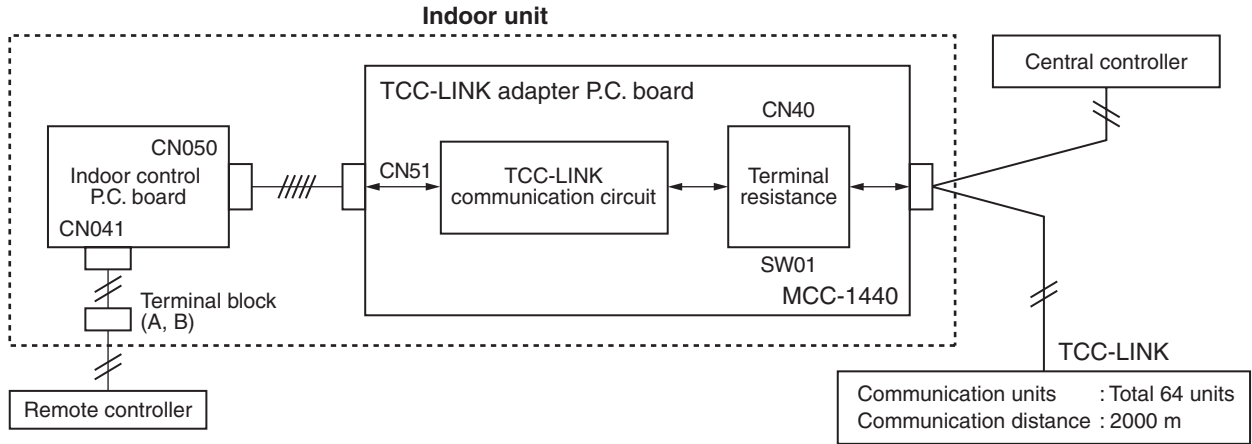 Indoor unit
TCC-LINK adapter P.C. board
Central controller
CN40
CN050
Indoor control
P.C. board
CN041
CN51
TCC-LINK
communication circuit
Terminal
resistance
SW01
MCC-1440
Terminal block
(A, B)
Remote controller
TCC-LINK
Communication units : Total 64 units
Communication distance : 2000 m